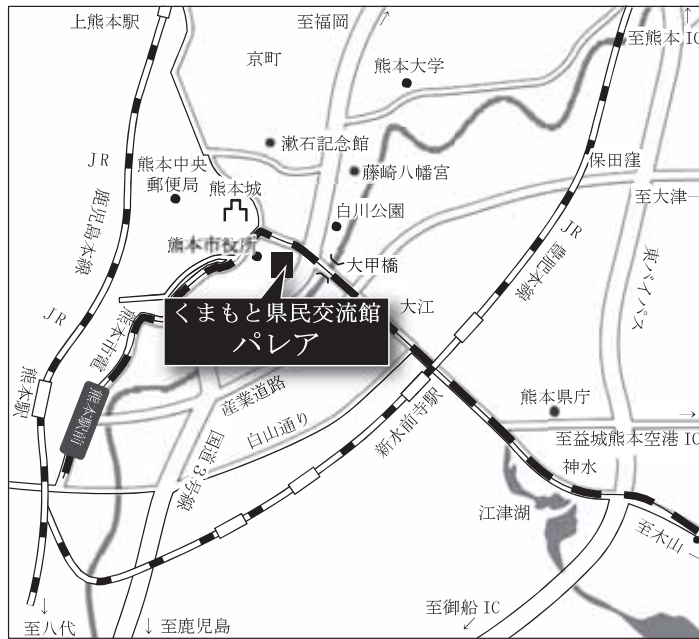 上熊本駅
至福岡
至熊本 IC
京町
熊本大学
漱石記念館
保田窪
JR
熊本中央
郵便局
藤崎八幡宮
熊本城
至大津
白川公園
JR
鹿児島本線
熊本市役所
大甲橋
豊肥本線
東バイパス
くまもと県民交流館
パレア
大江
JR
熊本市電
熊本駅
熊本駅前
産業道路
白山通り
新水前寺駅
熊本県庁
国道3号線
至益城熊本空港 IC
神水
江津湖
至木山
至御船 IC
至八代
至鹿児島